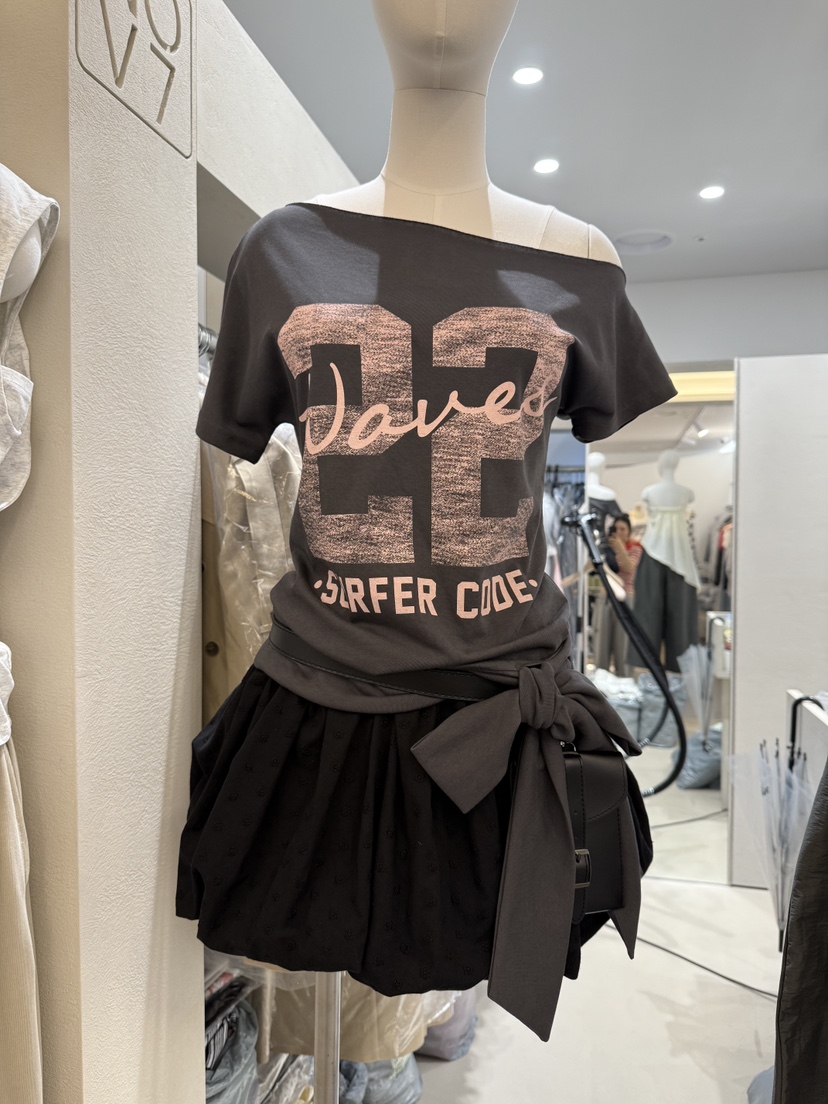 22
Waves
·SURFER CODE·